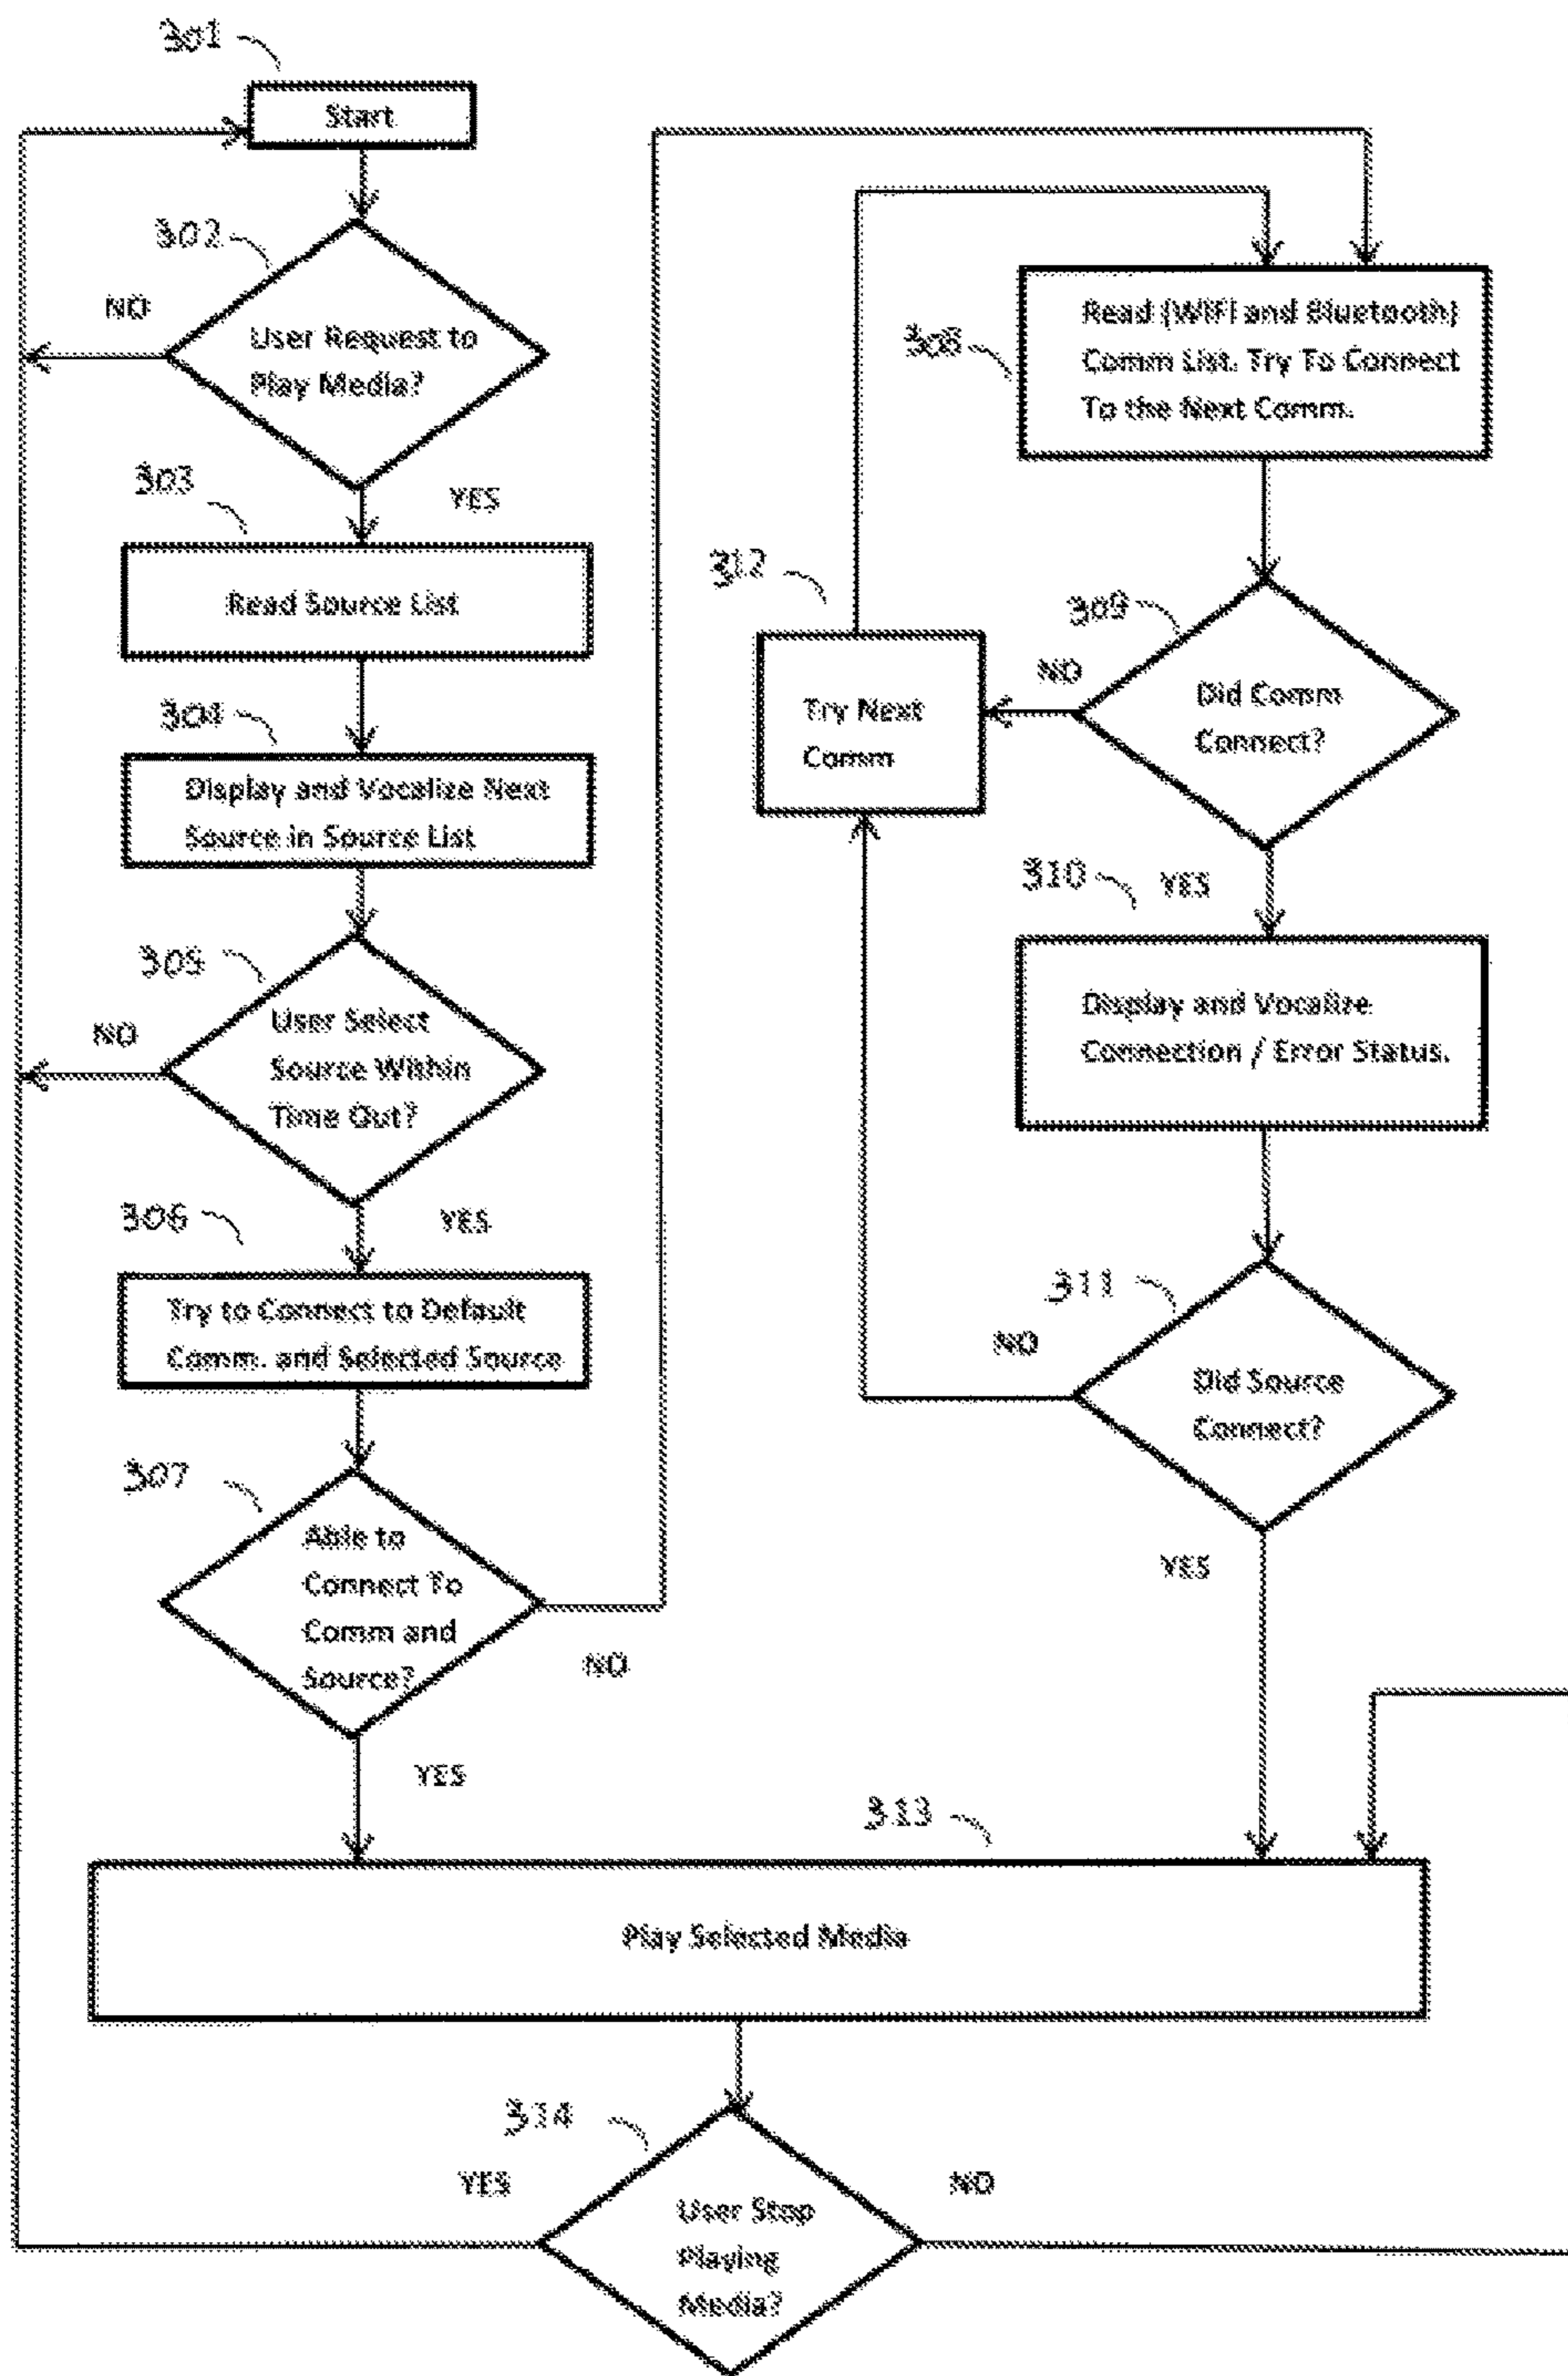 301
Start
302
NO
User Request to
Play Media?
303
YES
Read Source List
304
Display and Vocalize Next
Source in Source List
305
NO
User Select
Source Within
Time Out?
306
YES
Try to Connect to Default
Comm. and Selected Source
307
Able to
Connect To
Comm and
Source?
NO
YES
308
Read (WIFI and Bluetooth)
Comm List. Try To Connect
To the Next Comm.
309
NO
Did Comm
Connect?
312
Try Next
Comm
310
YES
Display and Vocalize
Connection / Error Status.
311
NO
Did Source
Connect?
YES
313
Play Selected Media
314
YES
NO
User Stop
Playing
Media?